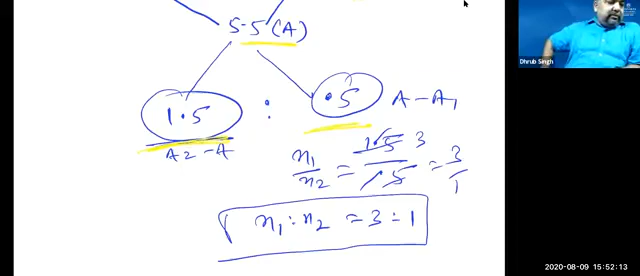 5.5 (A)
1.5 : .5 A - A1
A2 - A
n1/n2 = 1.5/.5 3 = 3/1
n1 : n2 = 3 : 1
Dhrub Singh
2020-08-09 15:52:13